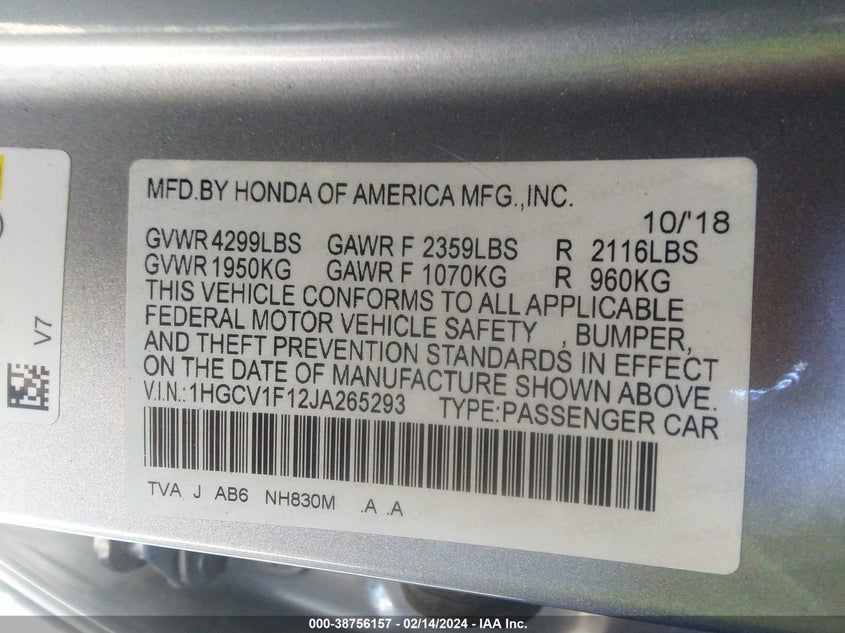 MFD.BY HONDA OF AMERICA MFG.,INC.
10/'18
GVWR 4299LBS GAWR F 2359LBS R 2116LBS
GVWR 1950KG GAWR F 1070KG R 960KG
THIS VEHICLE CONFORMS TO ALL APPLICABLE
FEDERAL MOTOR VEHICLE SAFETY , BUMPER,
AND THEFT PREVENTION STANDARDS IN EFFECT
ON THE DATE OF MANUFACTURE SHOWN ABOVE.
V.I.N.:1HGCV1F12JA265293 TYPE:PASSENGER CAR
TVA J AB6 NH830M .A .A
V7
000-38756157 — 02/14/2024 — IAA Inc.